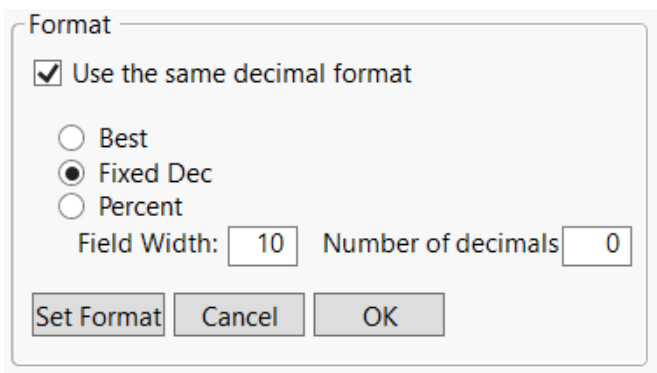 Format
Use the same decimal format
Best
Fixed Dec
Percent
Field Width: 10 Number of decimals 0
Set Format Cancel OK